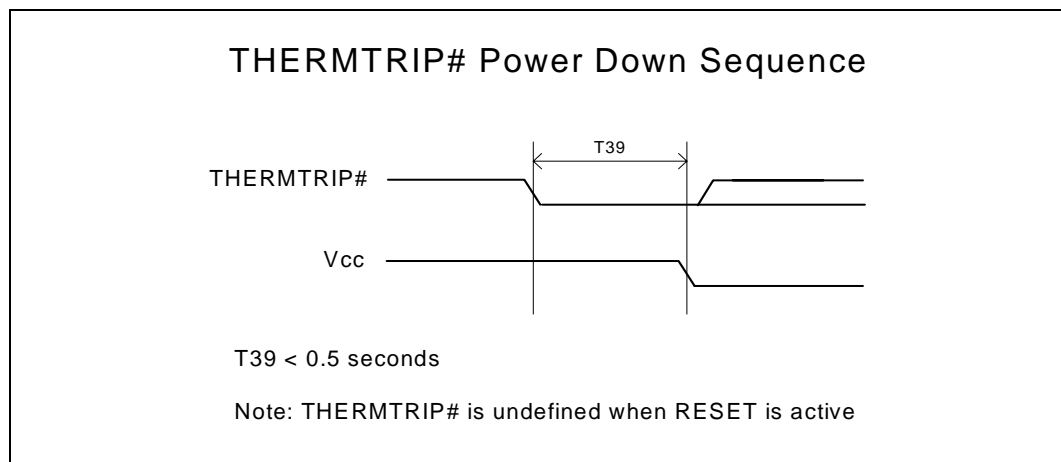 THERMTRIP# Power Down Sequence
T39
THERMTRIP#
Vcc
T39 < 0.5 seconds
Note: THERMTRIP# is undefined when RESET is active